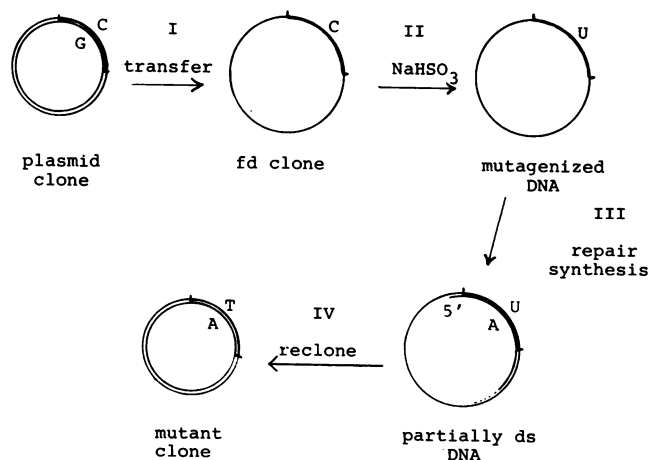 C
G
I
transfer
plasmid
clone
C
fd clone
II
NaHSO3
U
mutagenized
DNA
III
repair
synthesis
5'
U
A
partially ds
DNA
IV
reclone
T
A
mutant
clone